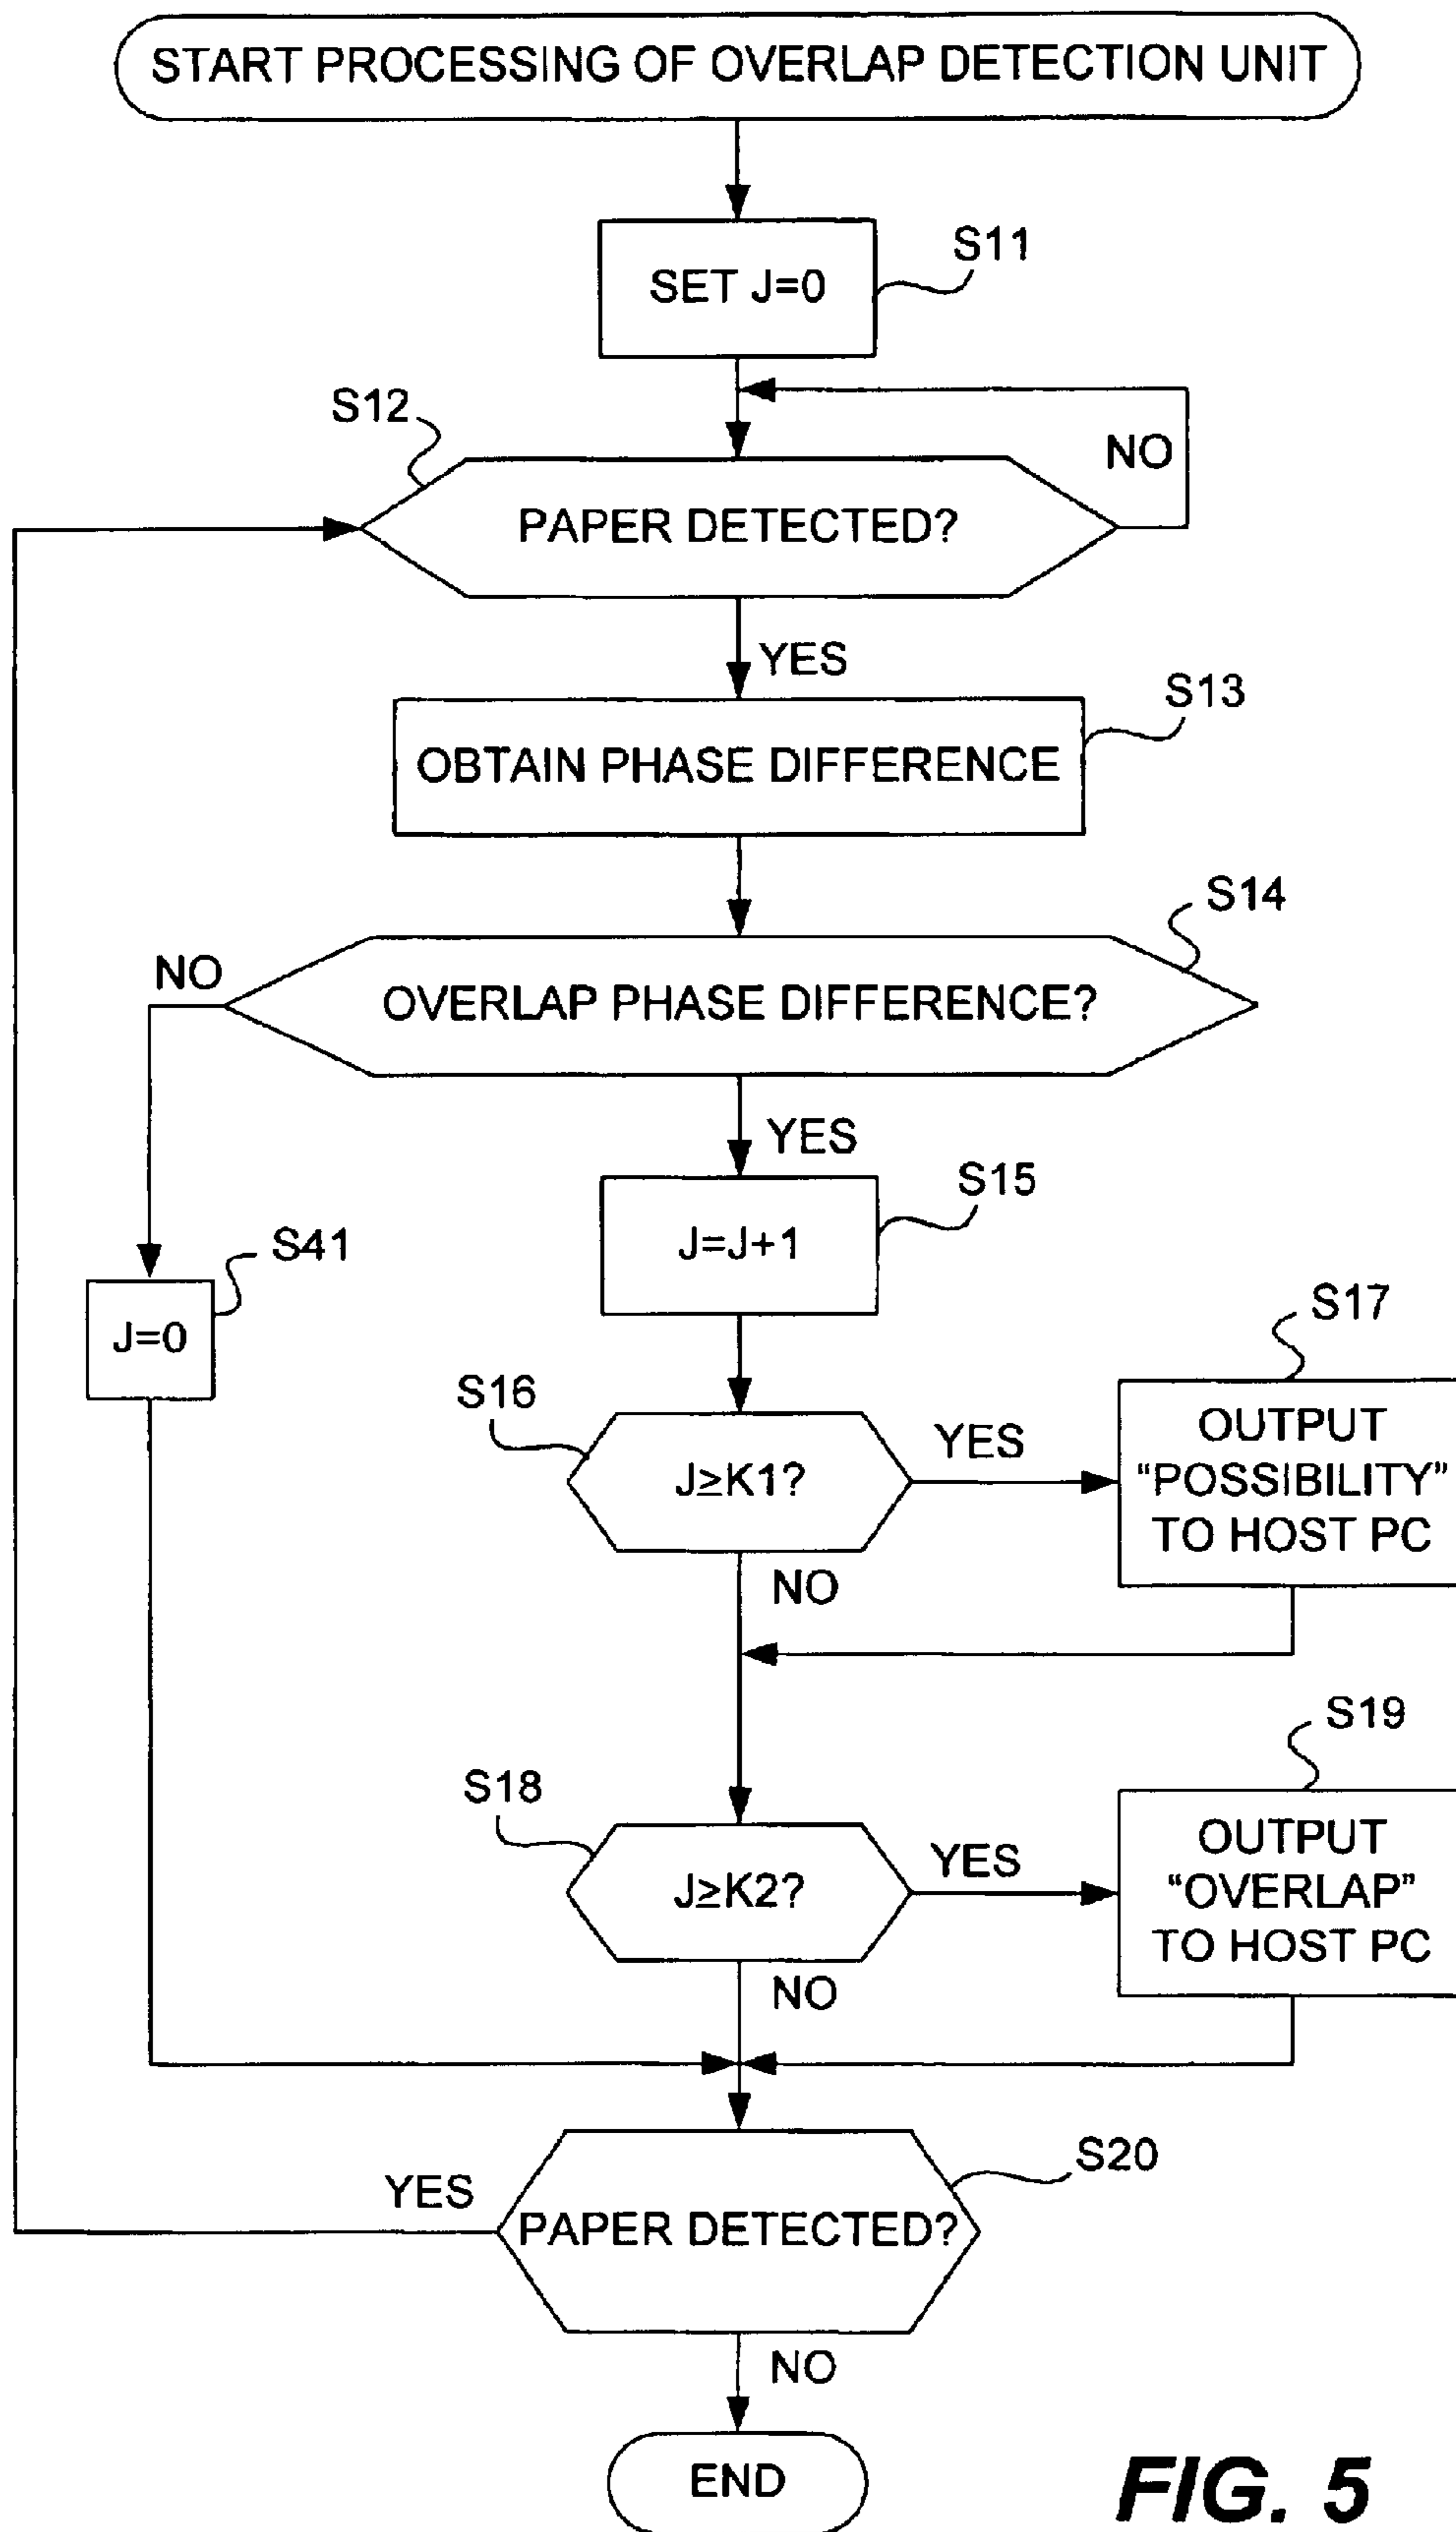 START PROCESSING OF OVERLAP DETECTION UNIT
S11
SET J=0
S12
NO
PAPER DETECTED?
YES
S13
OBTAIN PHASE DIFFERENCE
S14
NO
OVERLAP PHASE DIFFERENCE?
YES
S15
J=J+1
S41
J=0
S17
OUTPUT
“POSSIBILITY”
TO HOST PC
S16
YES
J≥K1?
NO
S19
OUTPUT
“OVERLAP”
TO HOST PC
S18
YES
J≥K2?
NO
S20
YES
PAPER DETECTED?
NO
END
FIG. 5